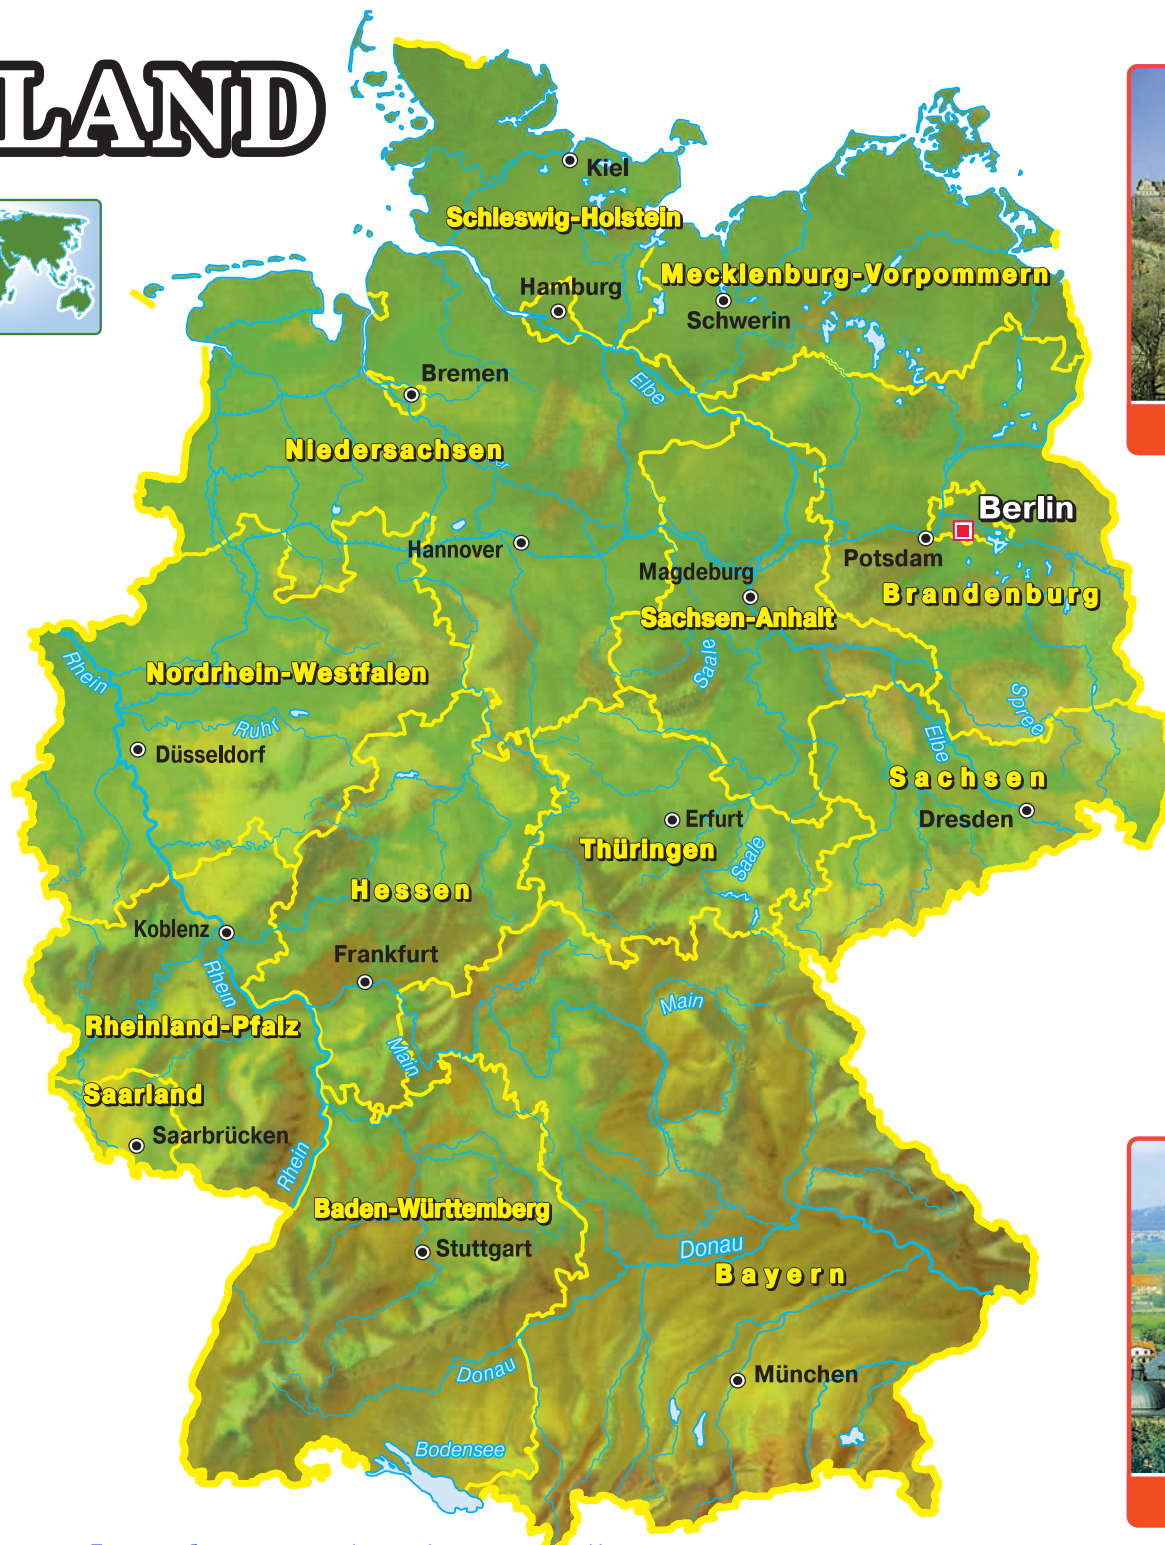 LAND
Kiel
Schleswig-Holstein
Mecklenburg-Vorpommern
Hamburg
Schwerin
Bremen
Elbe
Niedersachsen
Berlin
Hannover
Potsdam
Magdeburg
Brandenburg
Sachsen-Anhalt
Rhein
Saale
Nordrhein-Westfalen
Spree
Ruhr
Elbe
Düsseldorf
Sachsen
Erfurt
Dresden
Thüringen
Saale
Hessen
Koblenz
Frankfurt
Rhein
Main
Rheinland-Pfalz
Main
Saarland
Saarbrücken
Rhein
Baden-Württemberg
Stuttgart
Donau
Bayern
Donau
München
Bodensee